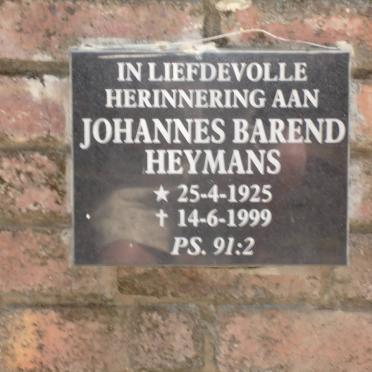 IN LIEFDEVOLLE
HERINNERING AAN
JOHANNES BAREND
HEYMANS
★ 25-4-1925
† 14-6-1999
PS. 91:2